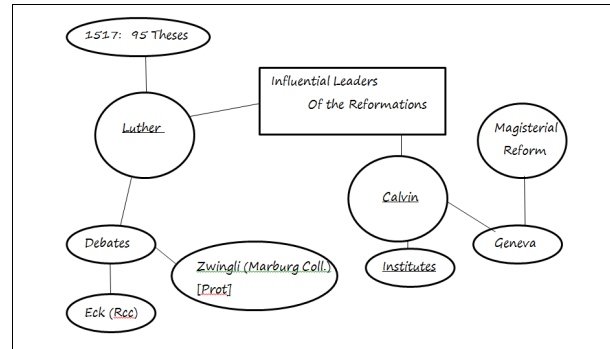 1517: 95 Theses
Influential Leaders
Of the Reformations
Luther
Magisterial
Reform
Calvin
Debates
Geneva
Zwingli (Marburg Coll.)
[Prot]
Institutes
Eck (Rcc)